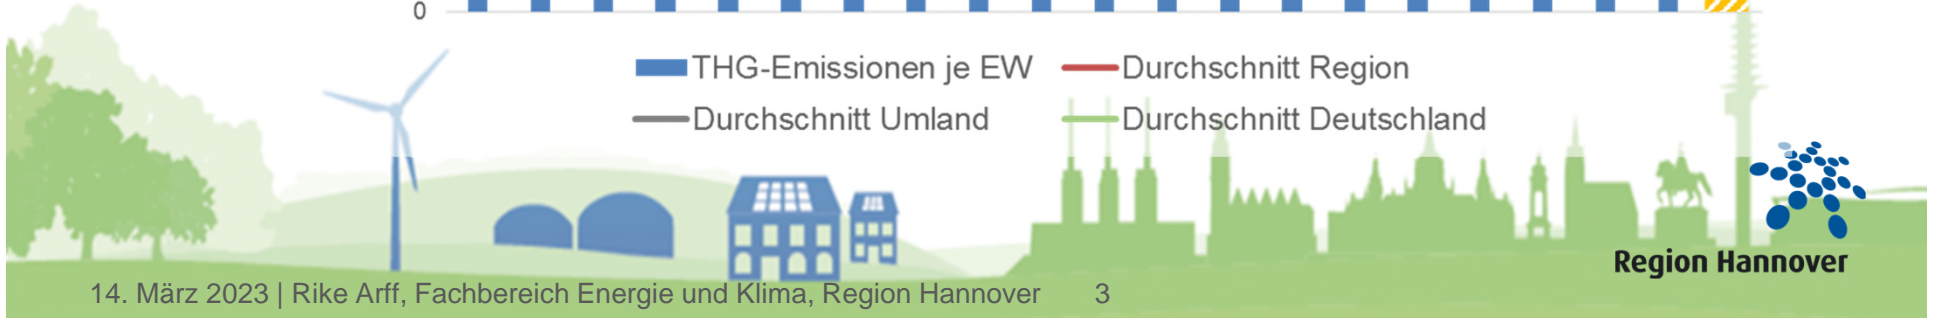 0
THG-Emissionen je EW Durchschnitt Region
Durchschnitt Umland Durchschnitt Deutschland
Region Hannover
14. März 2023 | Rike Arff, Fachbereich Energie und Klima, Region Hannover 3